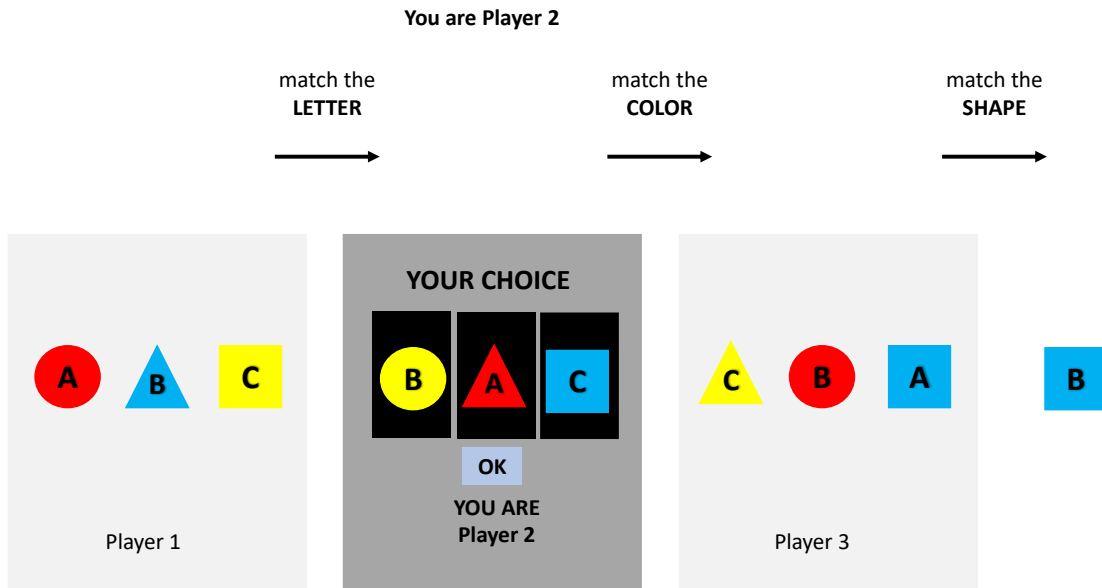 You are Player 2
match the
LETTER
match the
COLOR
match the
SHAPE
YOUR CHOICE
A B C
B A C
C B A
B
OK
YOU ARE
Player 2
Player 1
Player 3